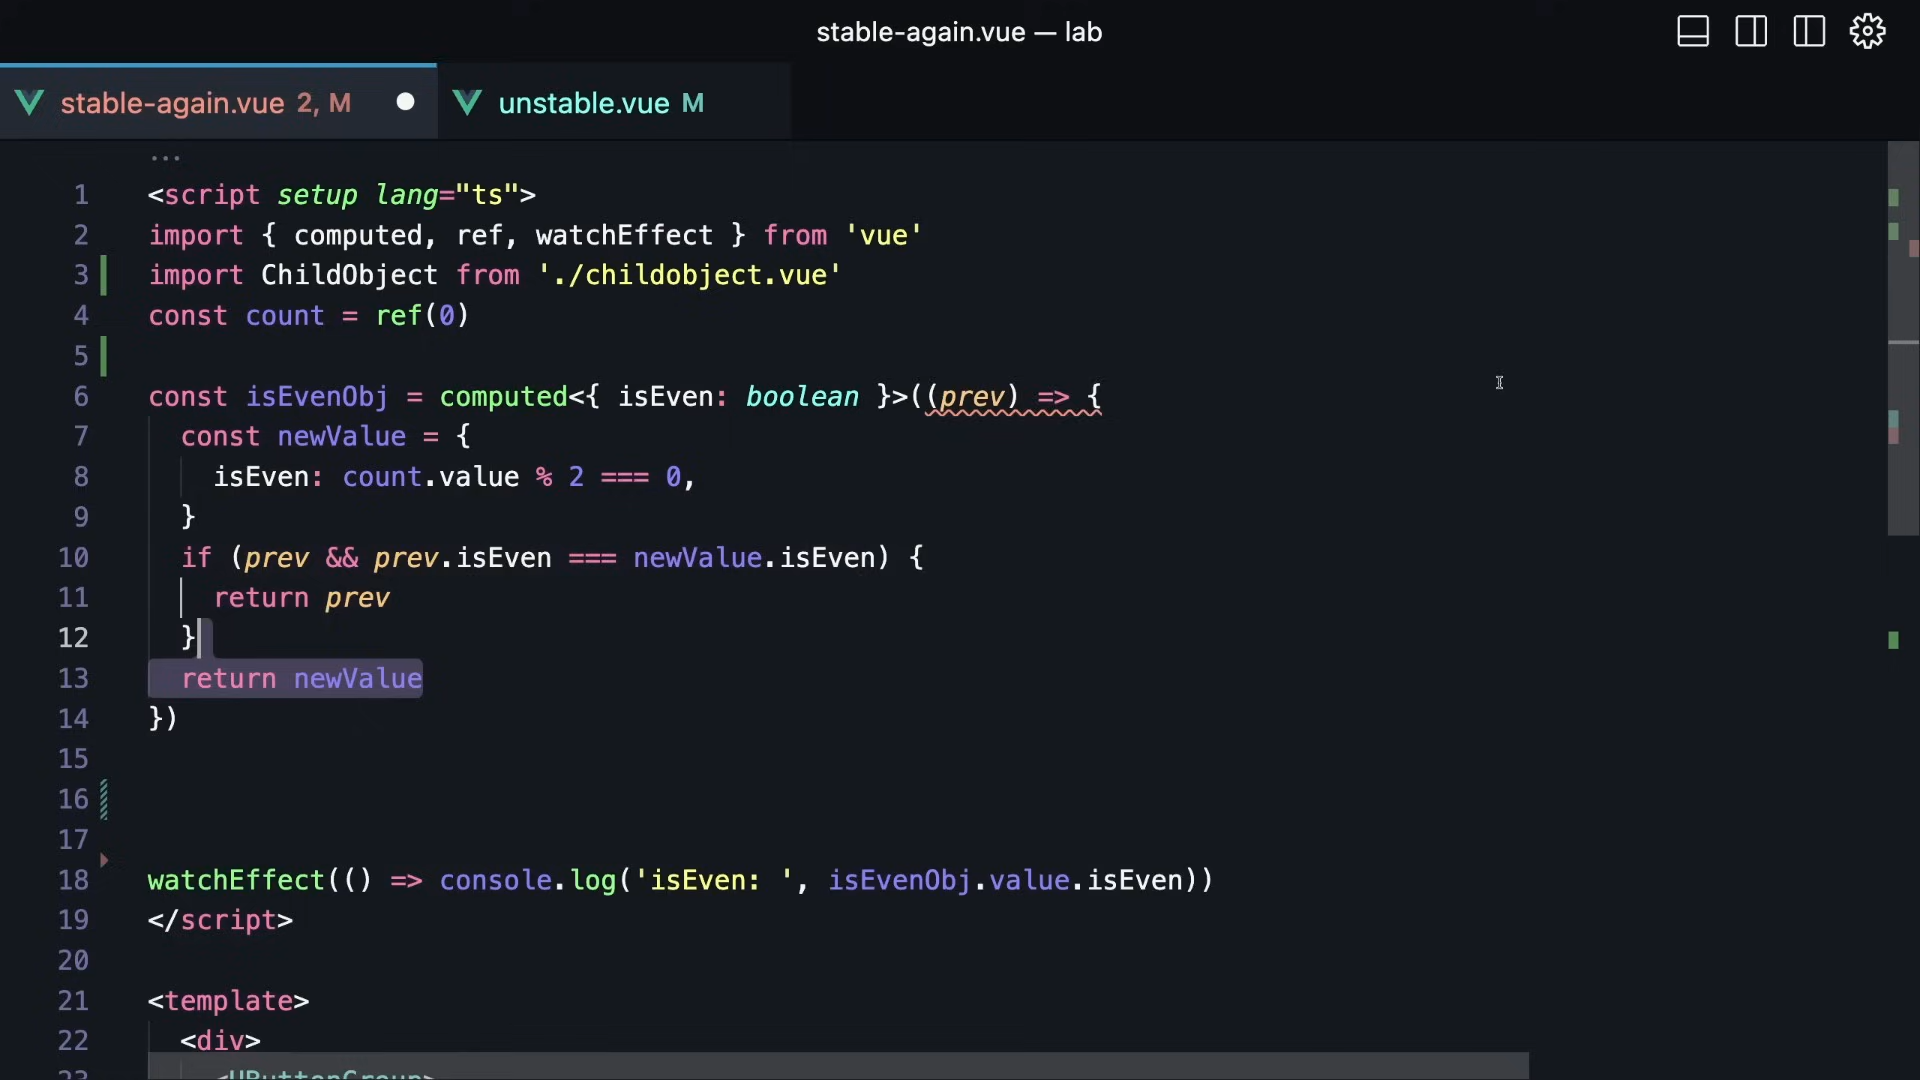 stable-again.vue — lab
stable-again.vue 2, M
unstable.vue M
...
1 <script setup lang="ts">
2 import { computed, ref, watchEffect } from 'vue'
3 import ChildObject from './childobject.vue'
4 const count = ref(0)
5
6 const isEvenObj = computed<{ isEven: boolean }>((prev) => {
7 const newValue = {
8 isEven: count.value % 2 === 0,
9 }
10 if (prev && prev.isEven === newValue.isEven) {
11 return prev
12 }
13 return newValue
14 })
15
16
17
18 watchEffect(() => console.log('isEven: ', isEvenObj.value.isEven))
19 </script>
20
21 <template>
22 <div>
23 <UButtonGroup>